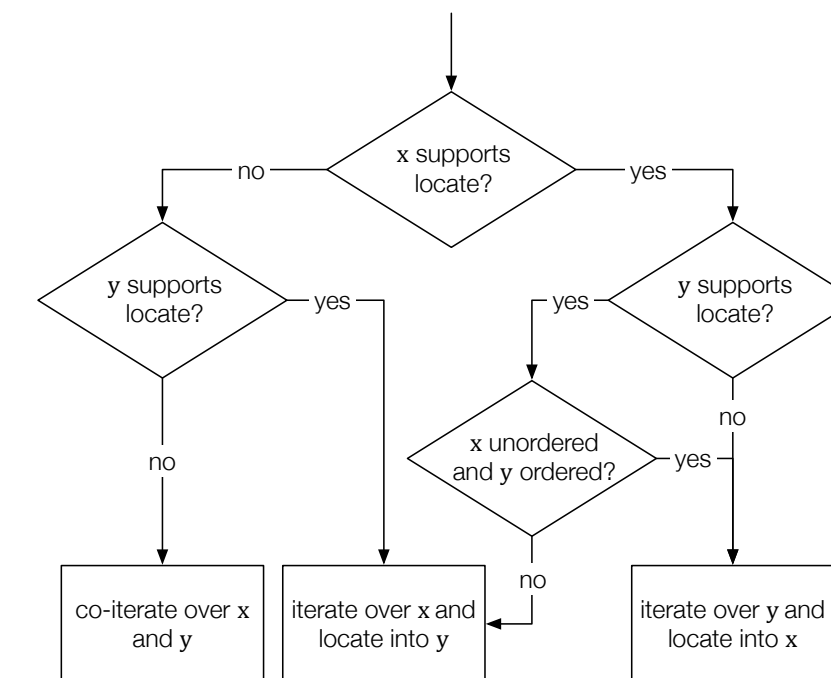 x supports
locate?
no
yes
y supports
locate?
yes
yes
y supports
locate?
no
x unordered
and y ordered?
yes
no
no
co-iterate over x
and y
iterate over x and
locate into y
iterate over y and
locate into x